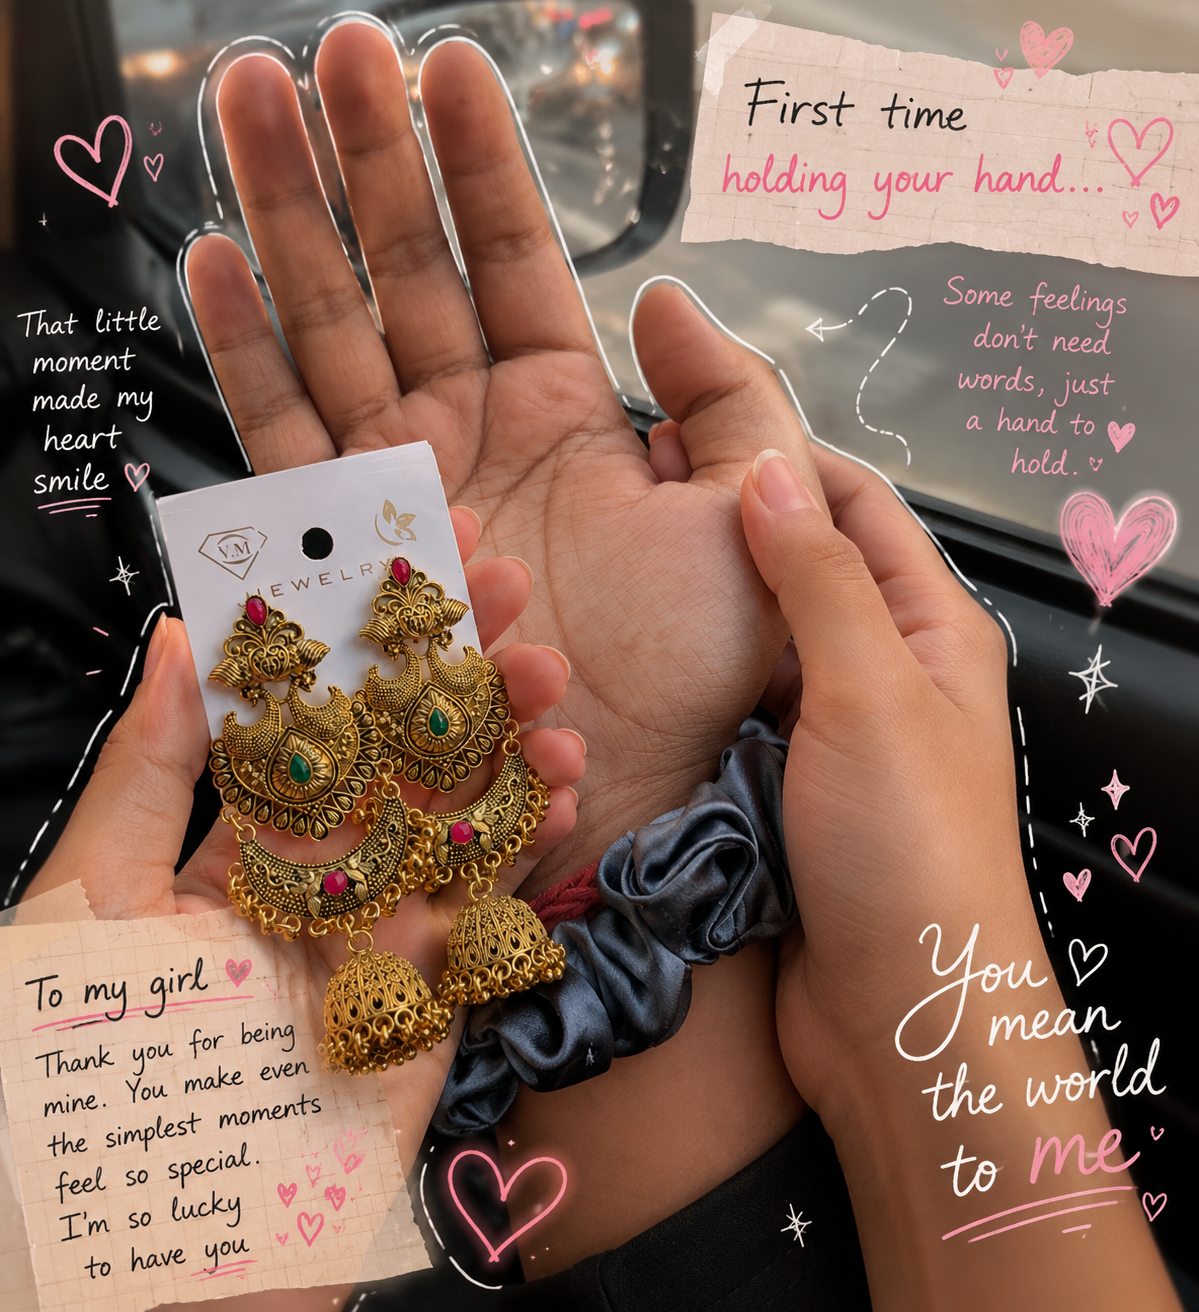 First time
holding your hand...
Some feelings
don't need
words, just
a hand to
hold.
That little
moment
made my
heart
smile
V.M
JEWELRY
To my girl
Thank you for being
mine. You make even
the simplest moments
feel so special.
I'm so lucky
to have you
You
mean
the world
to me